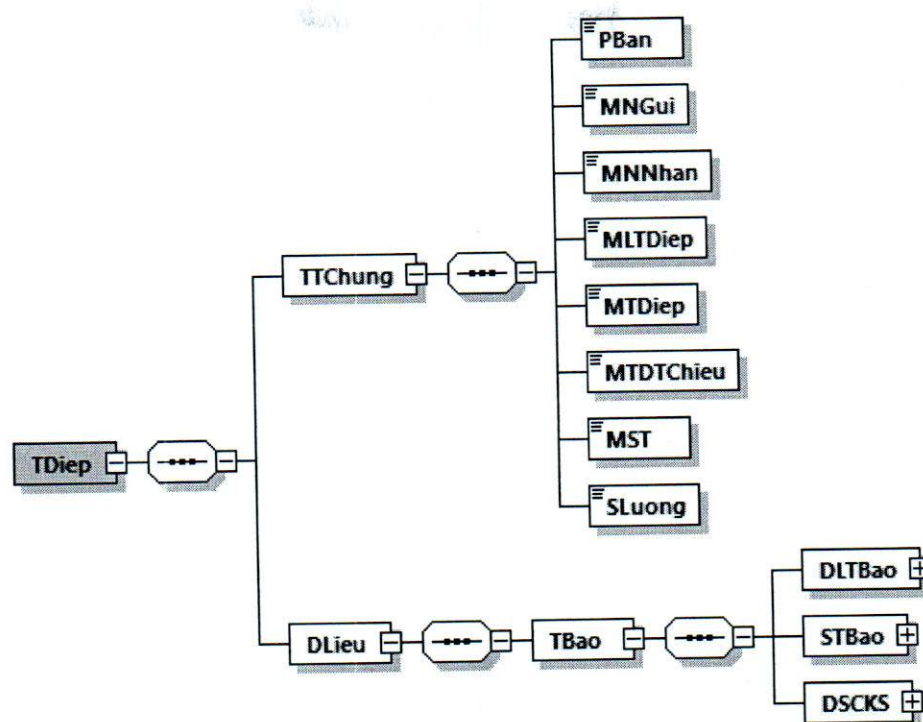 PBan
MNGui
MNNhan
MLTDiep
TTChung
MTDiep
MTDTChieu
MST
TDiep
SLuong
DLTBao
DLieu
TBao
STBao
DSCKS